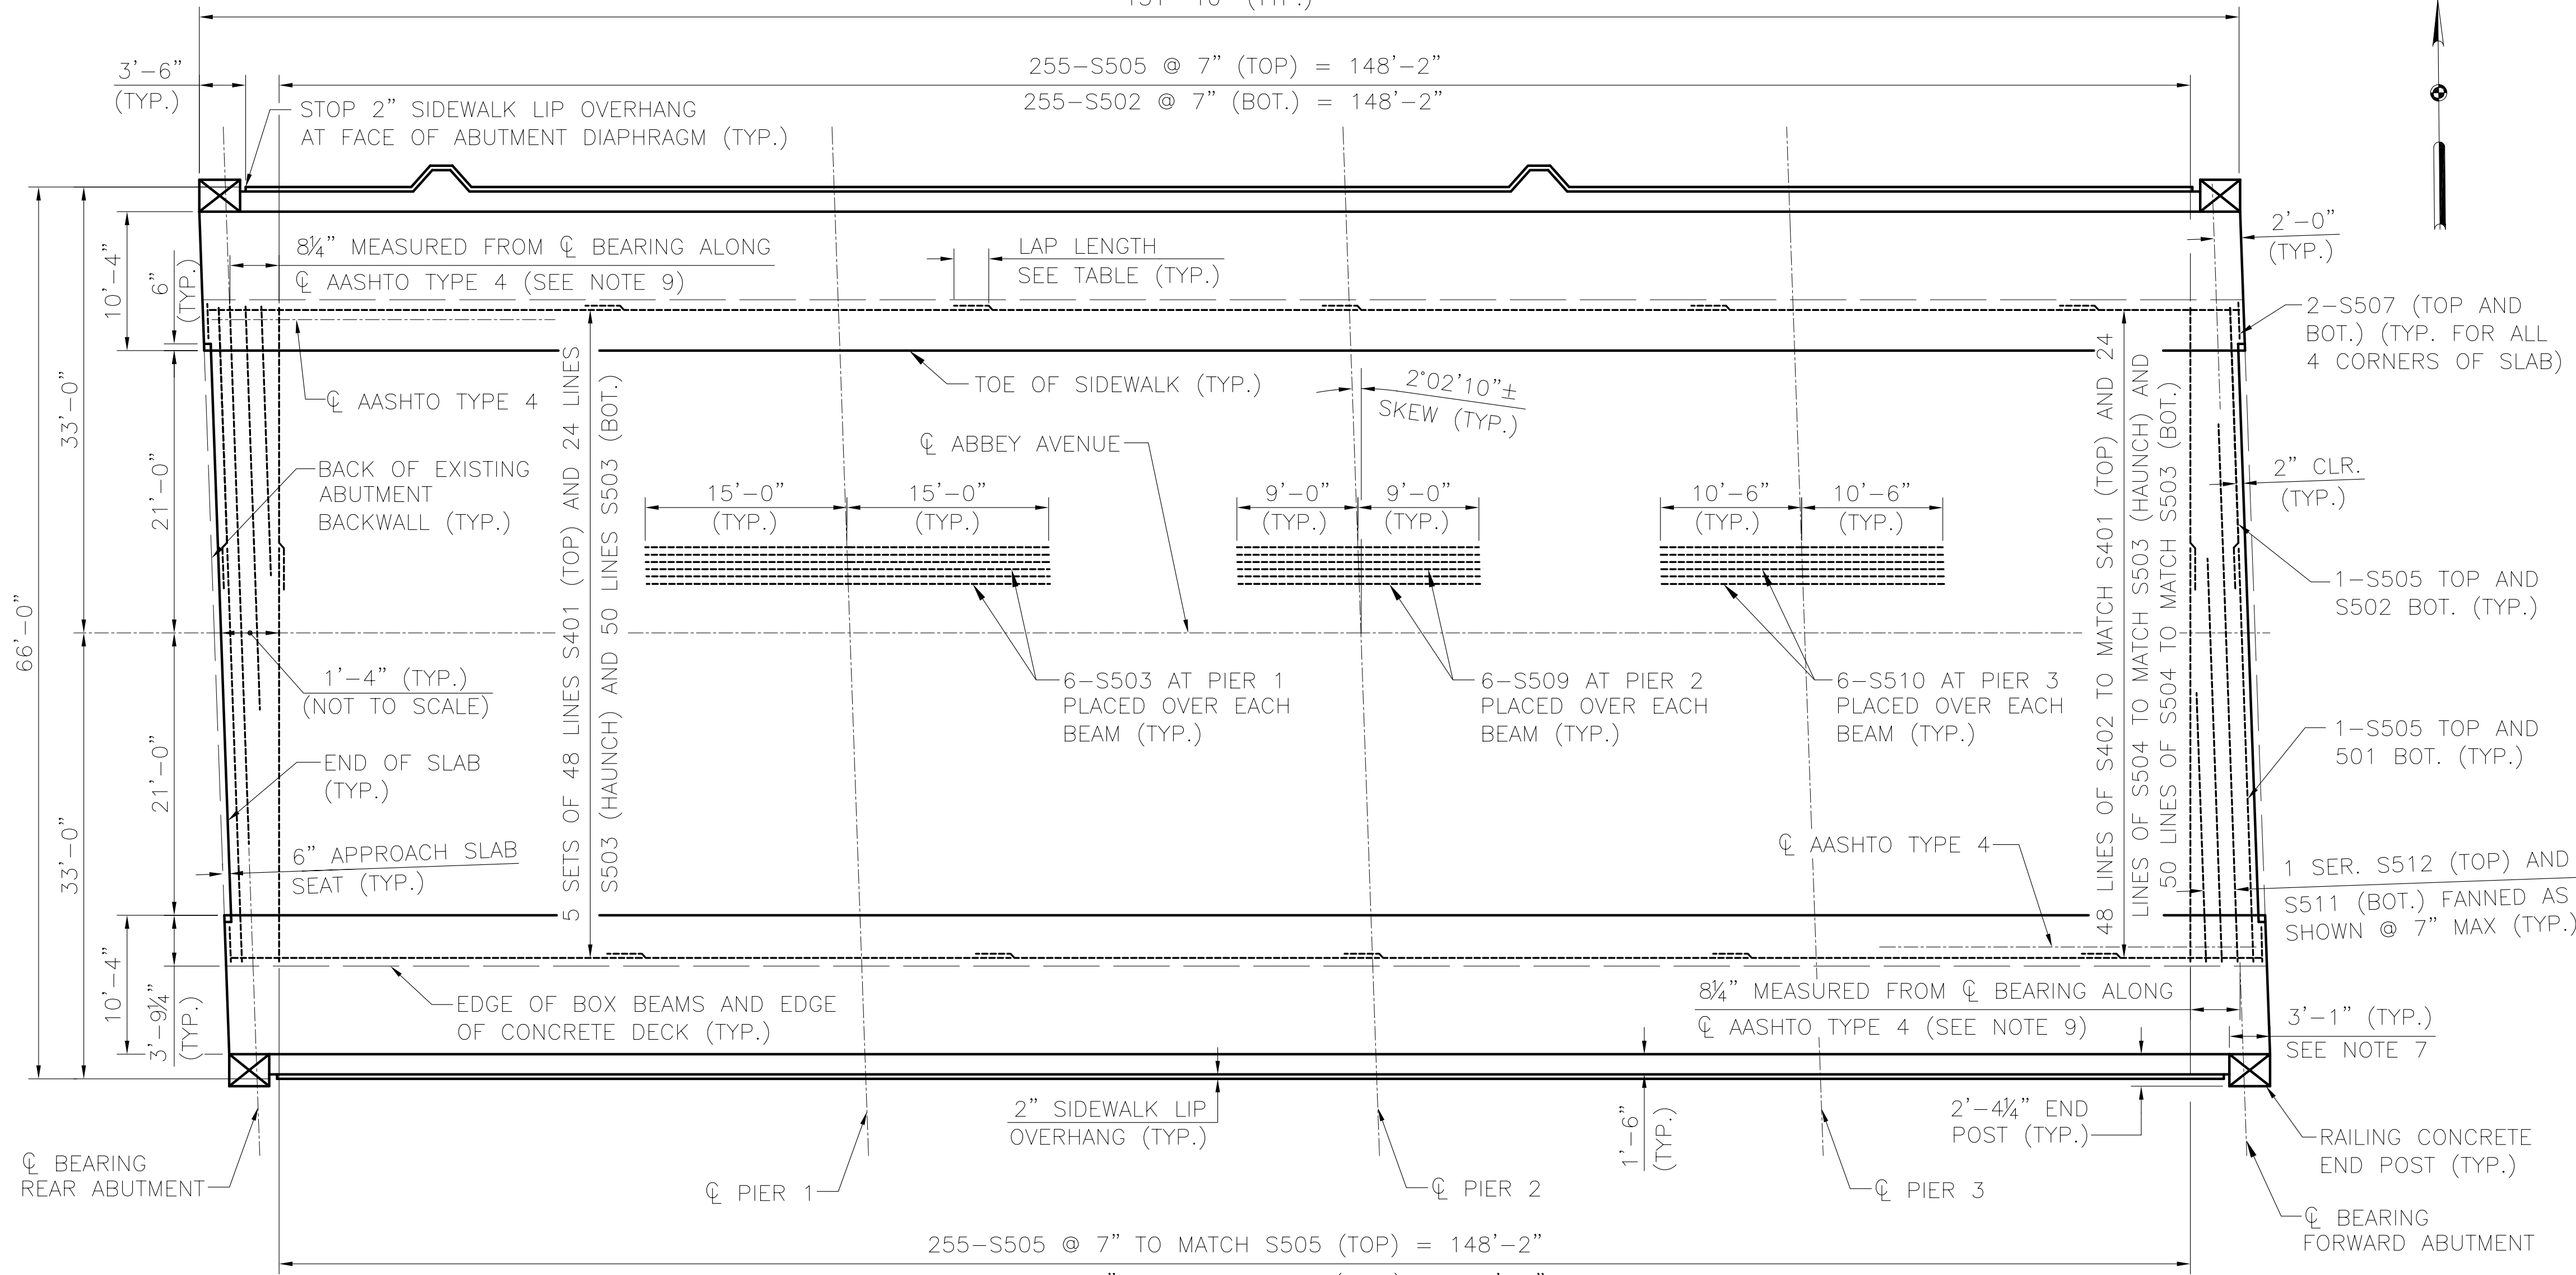 255-S505 @ 7" (TOP) = 148'-2"
255-S502 @ 7" (BOT.) = 148'-2"
3'-6"
(TYP.)
STOP 2" SIDEWALK LIP OVERHANG
AT FACE OF ABUTMENT DIAPHRAGM (TYP.)
8¼" MEASURED FROM ℄ BEARING ALONG
℄ AASHTO TYPE 4 (SEE NOTE 9)
LAP LENGTH
SEE TABLE (TYP.)
2'-0"
(TYP.)
10'-4"
6"
(TYP.)
2-S507 (TOP AND
BOT.) (TYP. FOR ALL
4 CORNERS OF SLAB)
℄ AASHTO TYPE 4
TOE OF SIDEWALK (TYP.)
2°02'10"±
SKEW (TYP.)
℄ ABBEY AVENUE
33'-0"
21'-0"
BACK OF EXISTING
ABUTMENT
BACKWALL (TYP.)
5 SETS OF 48 LINES S401 (TOP) AND 24 LINES
S503 (HAUNCH) AND 50 LINES S503 (BOT.)
15'-0"
(TYP.)
15'-0"
(TYP.)
9'-0"
(TYP.)
9'-0"
(TYP.)
10'-6"
(TYP.)
10'-6"
(TYP.)
48 LINES OF S402 TO MATCH S401 (TOP) AND 24
LINES OF S504 TO MATCH S503 (HAUNCH) AND
50 LINES OF S504 TO MATCH S503 (BOT.)
2" CLR.
(TYP.)
1-S505 TOP AND
S502 BOT. (TYP.)
66'-0"
1'-4" (TYP.)
(NOT TO SCALE)
6-S503 AT PIER 1
PLACED OVER EACH
BEAM (TYP.)
6-S509 AT PIER 2
PLACED OVER EACH
BEAM (TYP.)
6-S510 AT PIER 3
PLACED OVER EACH
BEAM (TYP.)
1-S505 TOP AND
501 BOT. (TYP.)
END OF SLAB
(TYP.)
21'-0"
33'-0"
6" APPROACH SLAB
SEAT (TYP.)
℄ AASHTO TYPE 4
1 SER. S512 (TOP) AND
S511 (BOT.) FANNED AS
SHOWN @ 7" MAX (TYP.)
10'-4"
3'-9¼"
(TYP.)
EDGE OF BOX BEAMS AND EDGE
OF CONCRETE DECK (TYP.)
8¼" MEASURED FROM ℄ BEARING ALONG
℄ AASHTO TYPE 4 (SEE NOTE 9)
3'-1" (TYP.)
SEE NOTE 7
2" SIDEWALK LIP
OVERHANG (TYP.)
1'-6"
(TYP.)
2'-4¼" END
POST (TYP.)
RAILING CONCRETE
END POST (TYP.)
℄ BEARING
REAR ABUTMENT
℄ PIER 1
℄ PIER 2
℄ PIER 3
℄ BEARING
FORWARD ABUTMENT
255-S505 @ 7" TO MATCH S505 (TOP) = 148'-2"